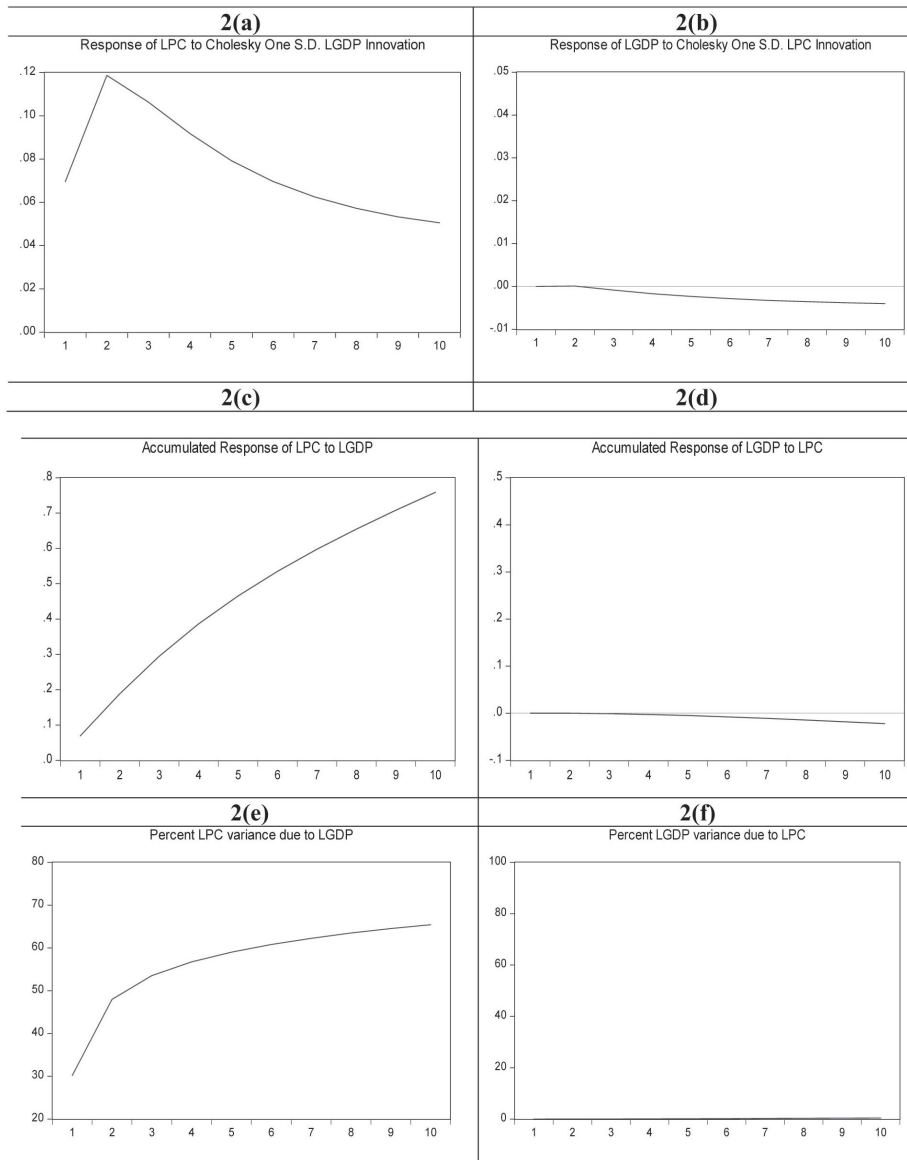 2(a) 2(b)
Response of LPC to Cholesky One S.D. LGDP Innovation
.12
.10
.08
.06
.04
.02
.00
1 2 3 4 5 6 7 8 9 10
Response of LGDP to Cholesky One S.D. LPC Innovation
.05
.04
.03
.02
.01
.00
-.01
1 2 3 4 5 6 7 8 9 10
2(c) 2(d)
Accumulated Response of LPC to LGDP
.8
.7
.6
.5
.4
.3
.2
.1
.0
1 2 3 4 5 6 7 8 9 10
Accumulated Response of LGDP to LPC
.5
.4
.3
.2
.1
.0
-.1
1 2 3 4 5 6 7 8 9 10
2(e) 2(f)
Percent LPC variance due to LGDP
80
70
60
50
40
30
20
1 2 3 4 5 6 7 8 9 10
Percent LGDP variance due to LPC
100
80
60
40
20
0
1 2 3 4 5 6 7 8 9 10